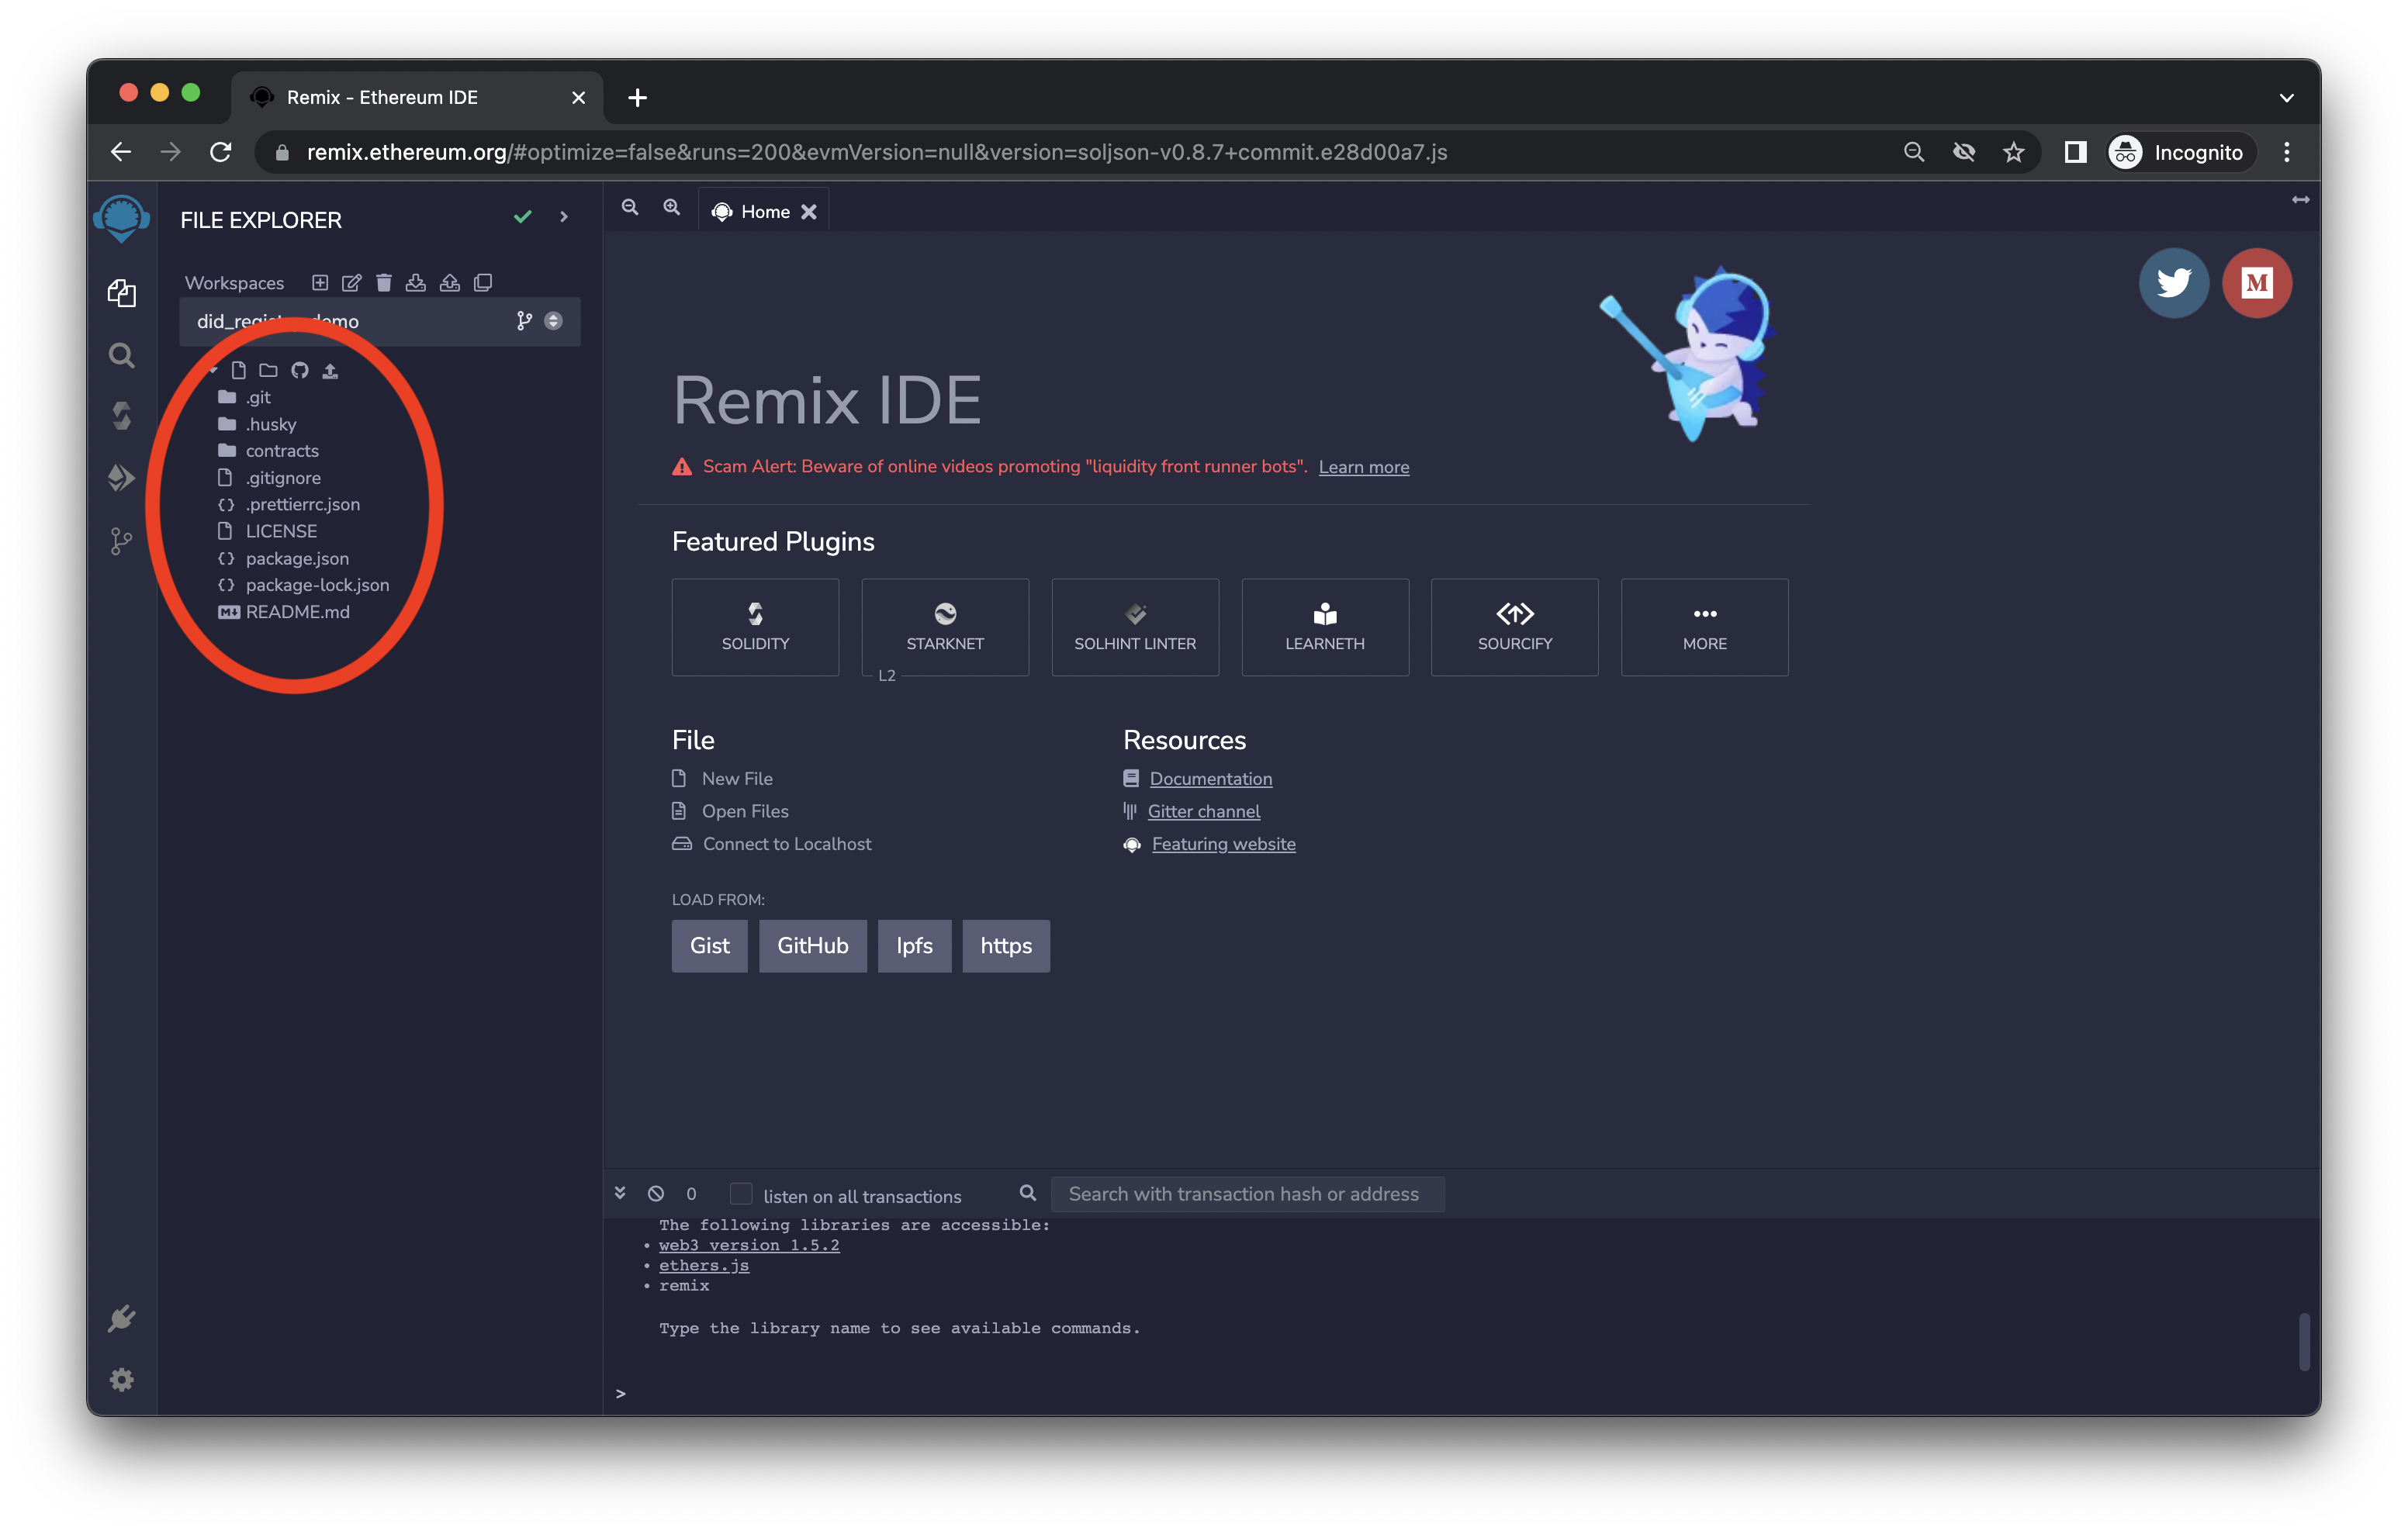 Remix - Ethereum IDE
remix.ethereum.org/#optimize=false&runs=200&evmVersion=null&version=soljson-v0.8.7+commit.e28d00a7.js
Incognito
FILE EXPLORER
Workspaces
did_regist demo
.git
.husky
contracts
.gitignore
.prettierrc.json
LICENSE
package.json
package-lock.json
README.md
Home
Remix IDE
Scam Alert: Beware of online videos promoting "liquidity front runner bots". Learn more
Featured Plugins
SOLIDITY
STARKNET
L2
SOLHINT LINTER
LEARNETH
SOURCIFY
MORE
File
New File
Open Files
Connect to Localhost
Resources
Documentation
Gitter channel
Featuring website
LOAD FROM:
Gist
GitHub
Ipfs
https
M
0
listen on all transactions
Search with transaction hash or address
The following libraries are accessible:
• web3 version 1.5.2
• ethers.js
• remix
Type the library name to see available commands.
>